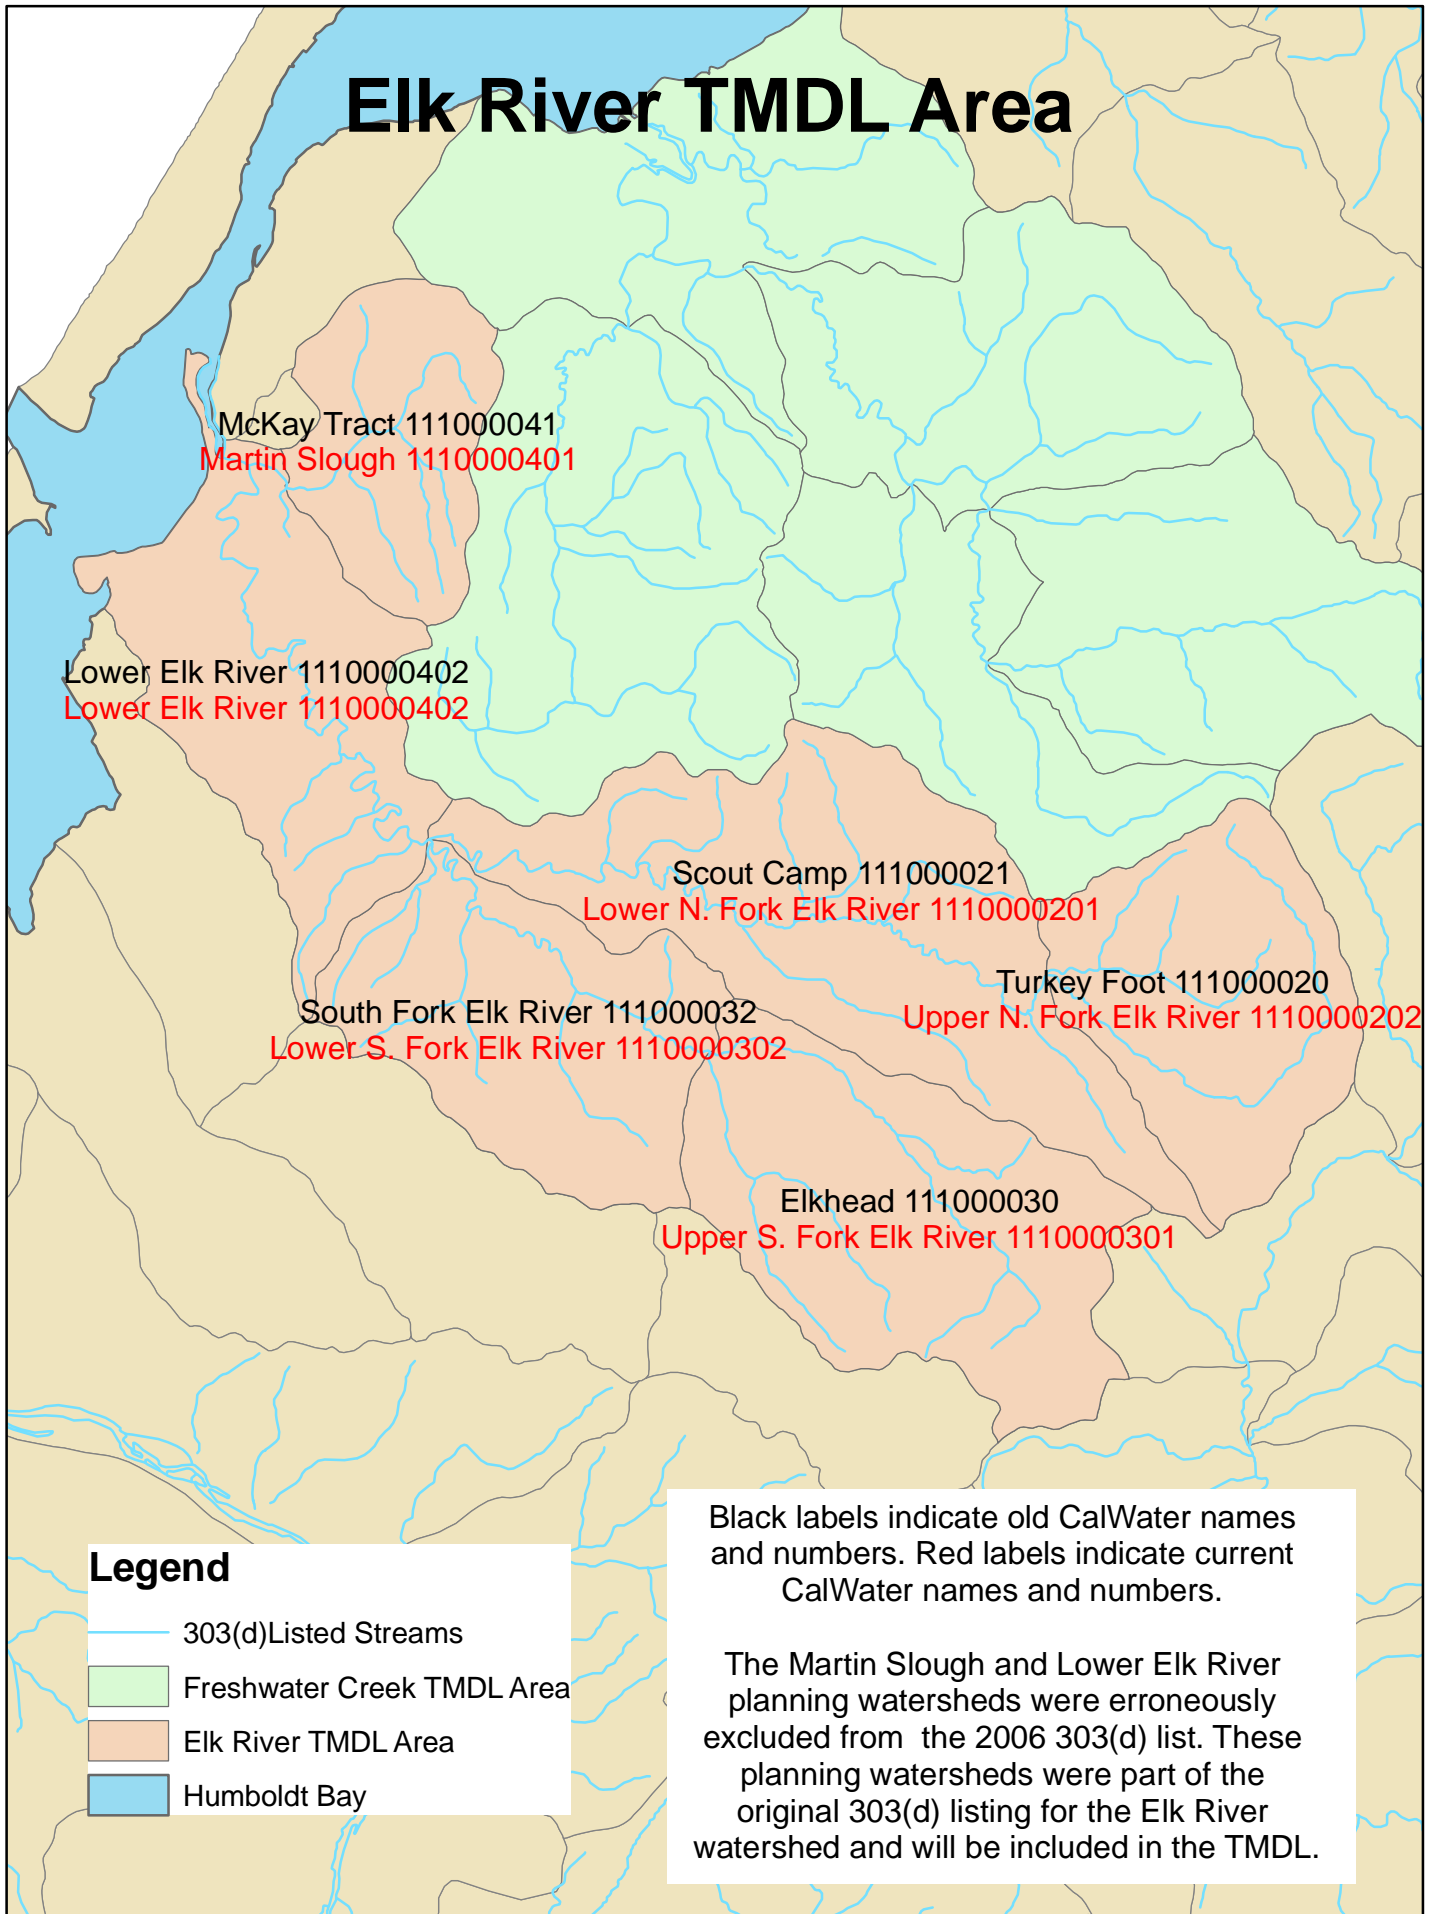 Elk River TMDL Area
McKay Tract 111000041
Martin Slough 1110000401
Lower Elk River 1110000402
Lower Elk River 1110000402
Scout Camp 111000021
Lower N. Fork Elk River 1110000201
Turkey Foot 111000020
Upper N. Fork Elk River 1110000202
South Fork Elk River 111000032
Lower S. Fork Elk River 1110000302
Elkhead 111000030
Upper S. Fork Elk River 1110000301
Legend
303(d)Listed Streams
Freshwater Creek TMDL Area
Elk River TMDL Area
Humboldt Bay
Black labels indicate old CalWater names
and numbers. Red labels indicate current
CalWater names and numbers.
The Martin Slough and Lower Elk River
planning watersheds were erroneously
excluded from  the 2006 303(d) list. These
planning watersheds were part of the
original 303(d) listing for the Elk River
watershed and will be included in the TMDL.